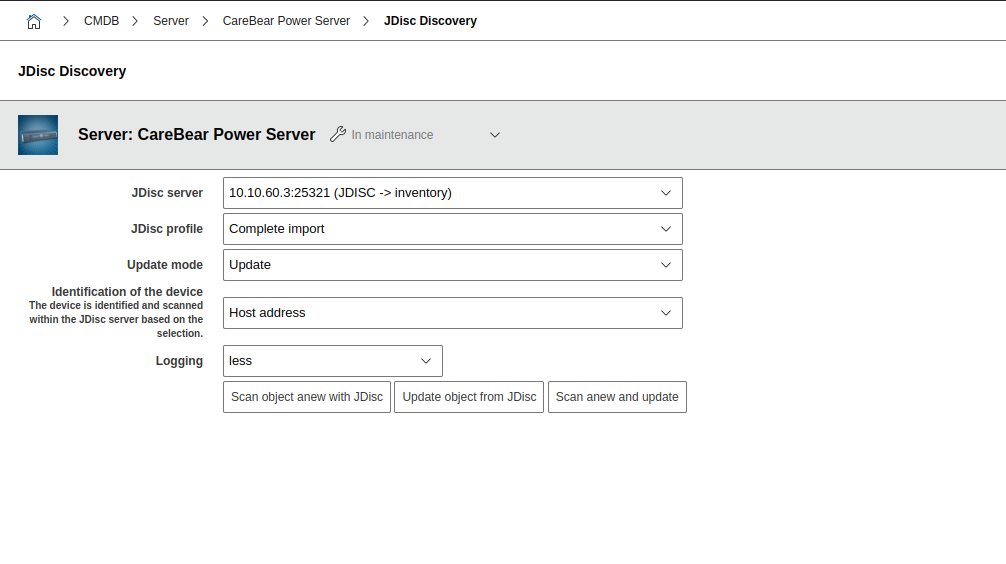 CMDB Server CareBear Power Server JDisc Discovery
JDisc Discovery
Server: CareBear Power Server In maintenance
JDisc server 10.10.60.3:25321 (JDISC -> inventory)
JDisc profile Complete import
Update mode Update
Identification of the device
The device is identified and scanned
within the JDisc server based on the
selection.
Host address
Logging less
Scan object anew with JDisc Update object from JDisc Scan anew and update